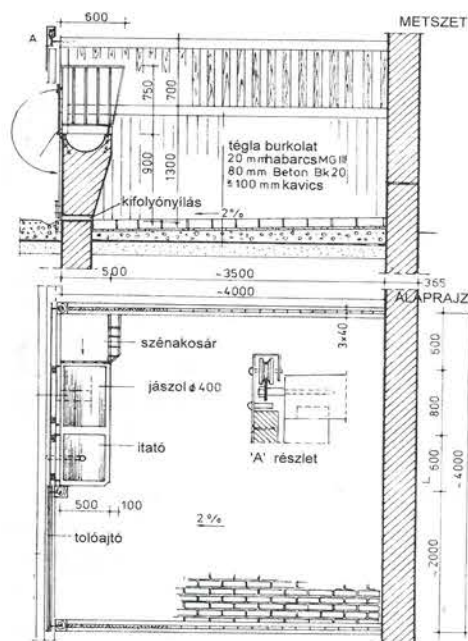 METSZET
600
A
750
700
900
1300
tégla burkolat
20 mm habarcs MG III
80 mm Beton Bk 20
100 mm kavics
kifolyónyílás
2%
500
~3500
365
~4000
ALAPRAJZ
szénakosár
3x40
500
jászol ø 400
800
itató
'A' részlet
500
~4000
500
100
2%
tolóajtó
~2000